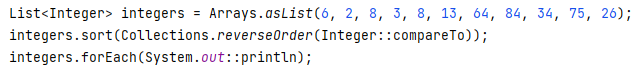 List<Integer> integers = Arrays.asList(6, 2, 8, 3, 8, 13, 64, 84, 34, 75, 26);
integers.sort(Collections.reverseOrder(Integer::compareTo));
integers.forEach(System.out::println);